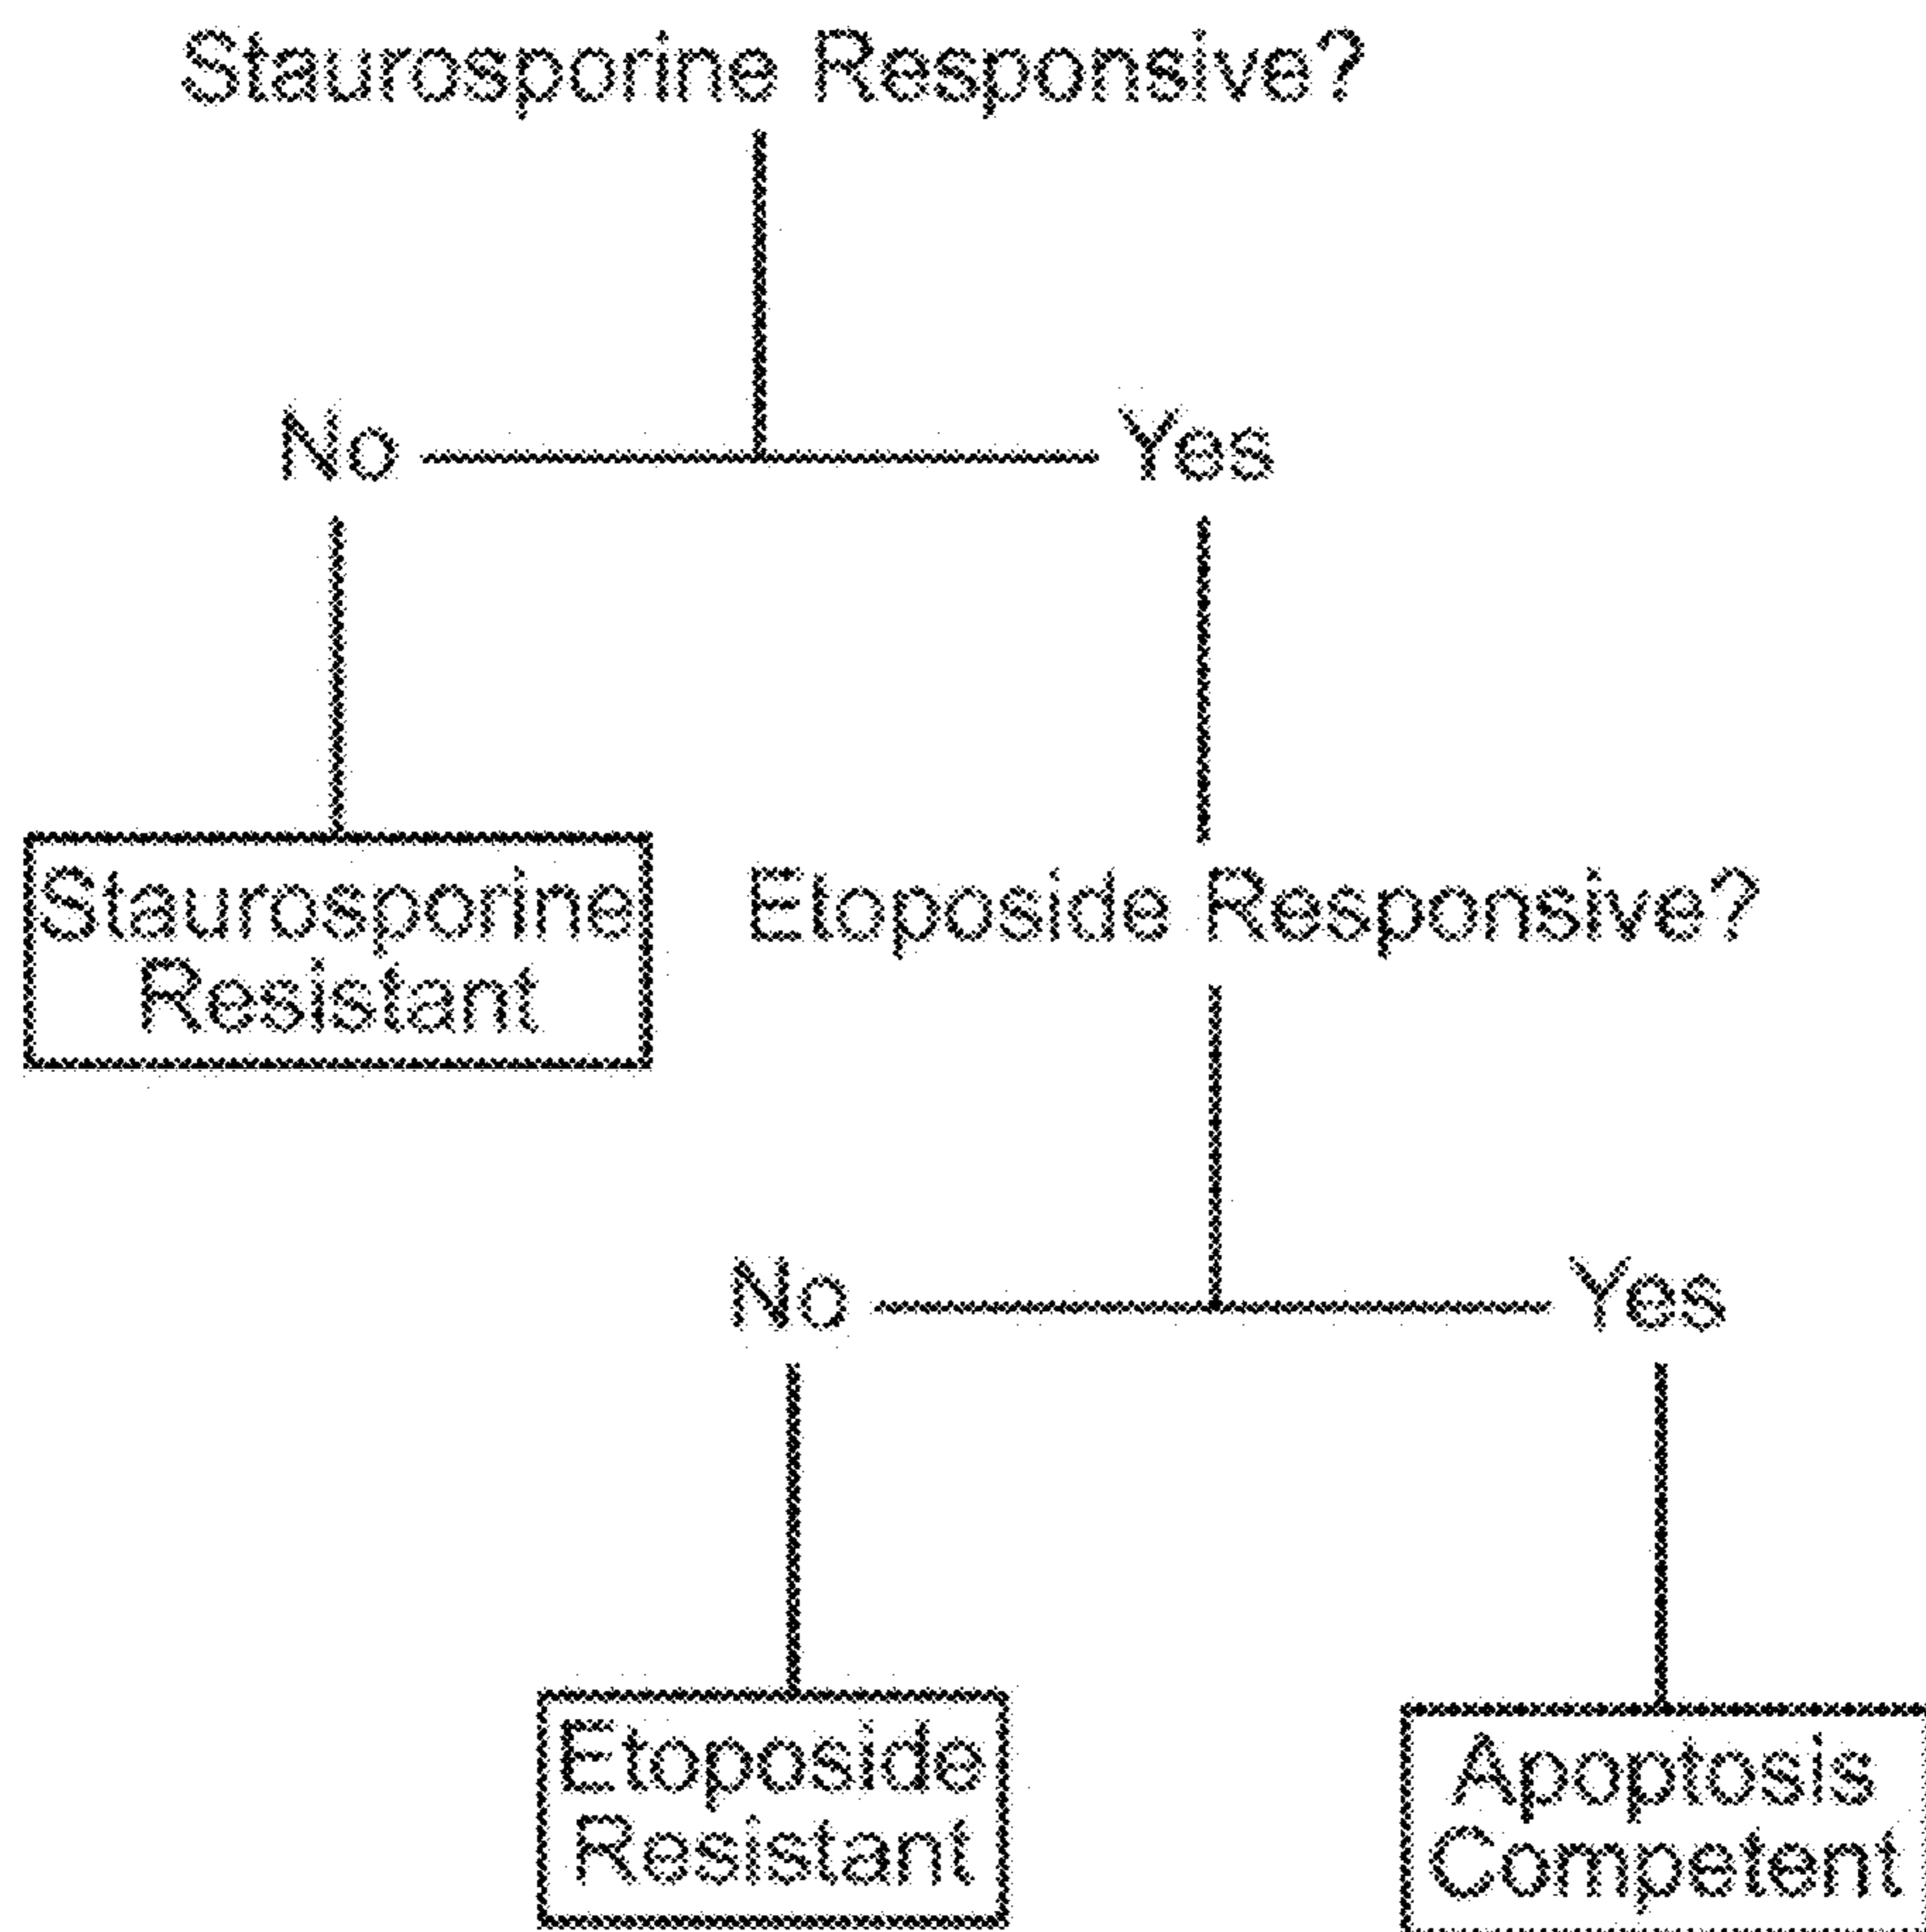 Staurosporine Responsive?
No
Yes
Staurosporine
Resistant
Etoposide Responsive?
No
Yes
Etoposide
Resistant
Apoptosis
Competent